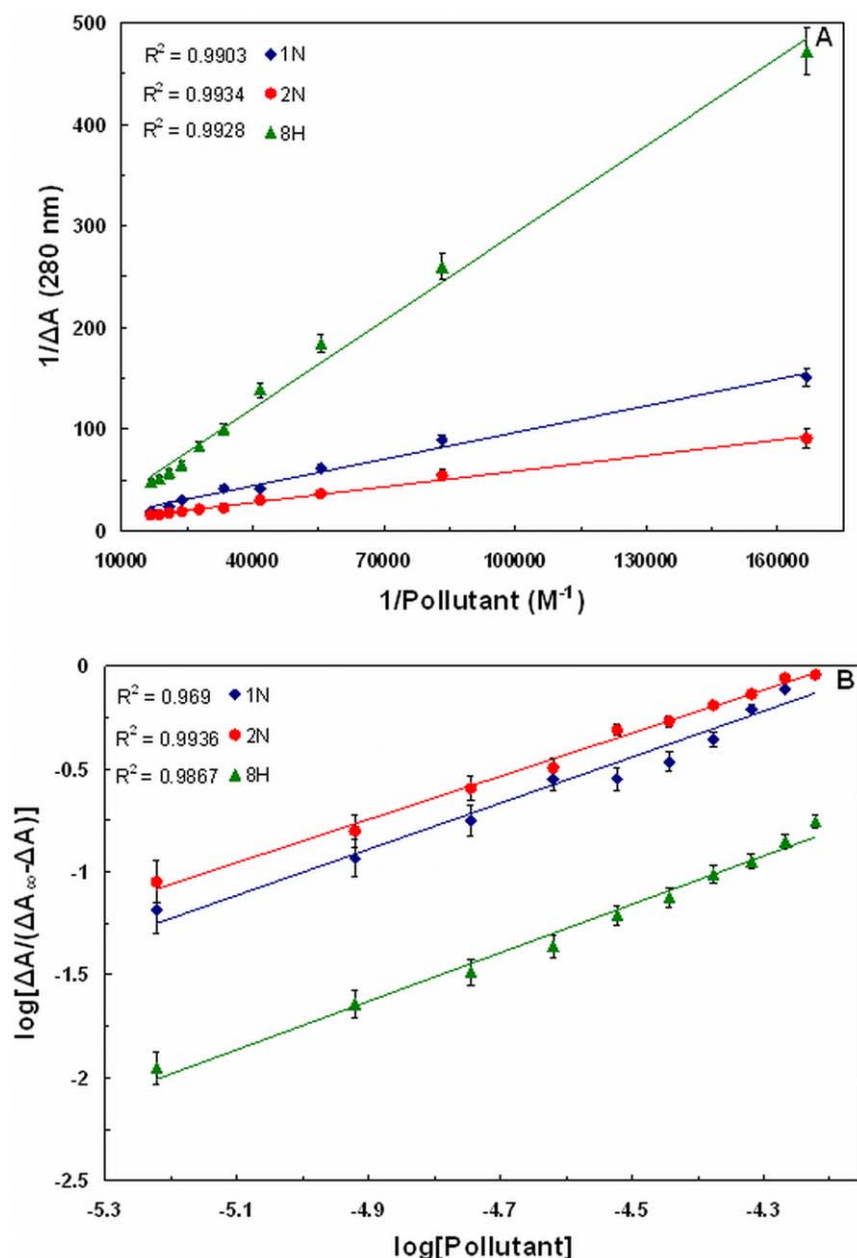 A
R² = 0.9903 1N
R² = 0.9934 2N
R² = 0.9928 8H
500
400
300
200
100
0
1/ΔA (280 nm)
10000 40000 70000 100000 130000 160000
1/Pollutant (M⁻¹)
B
R² = 0.969 1N
R² = 0.9936 2N
R² = 0.9867 8H
0
-0.5
-1
-1.5
-2
-2.5
log[ΔA/(ΔA∞-ΔA)]
-5.3 -5.1 -4.9 -4.7 -4.5 -4.3
log[Pollutant]